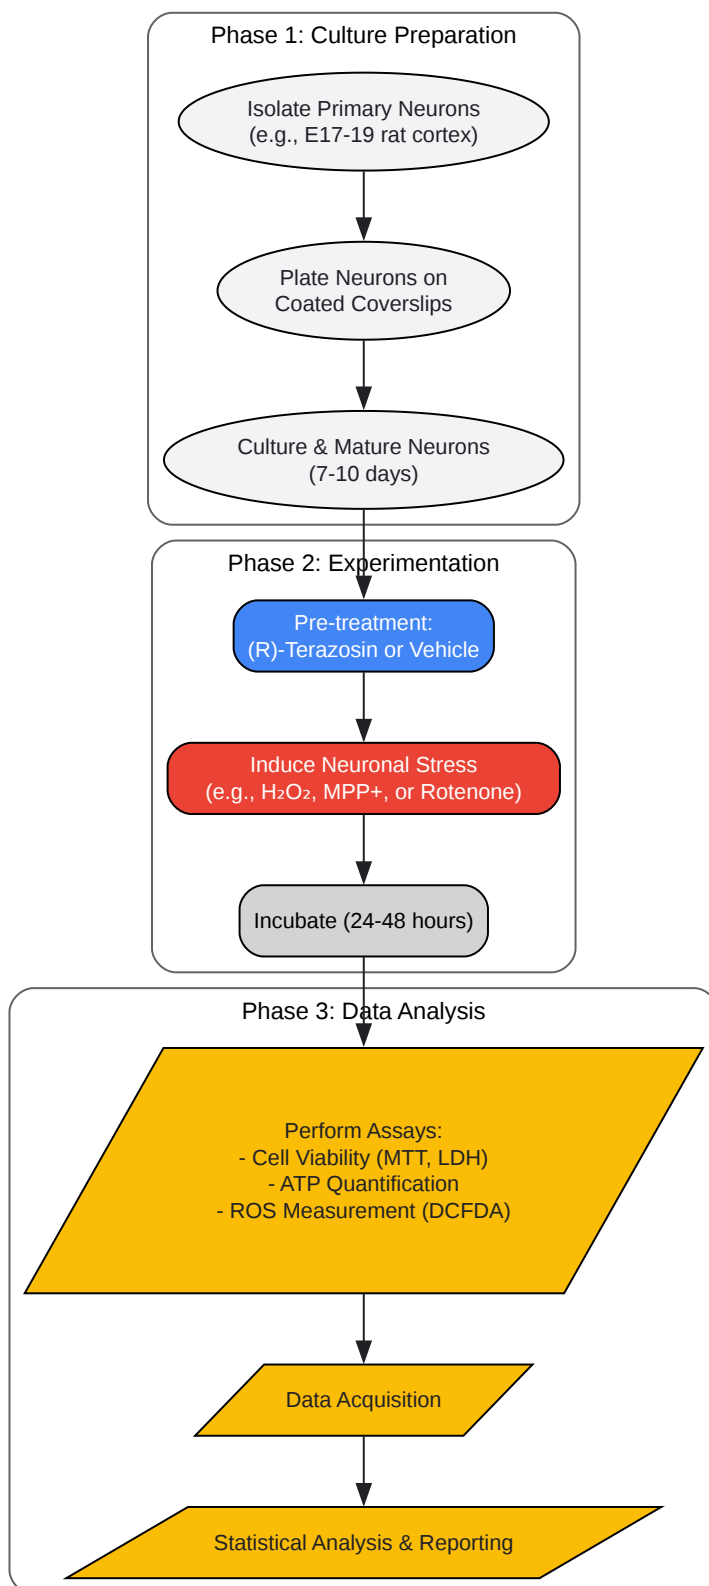 Phase 1: Culture Preparation
Isolate Primary Neurons
(e.g., E17-19 rat cortex)
Plate Neurons on
Coated Coverslips
Culture & Mature Neurons
(7-10 days)
Phase 2: Experimentation
Pre-treatment:
(R)-Terazosin or Vehicle
Induce Neuronal Stress
(e.g., H₂O₂, MPP+, or Rotenone)
Incubate (24-48 hours)
Phase 3: Data Analysis
Perform Assays:
- Cell Viability (MTT, LDH)
- ATP Quantification
- ROS Measurement (DCFDA)
Data Acquisition
Statistical Analysis & Reporting